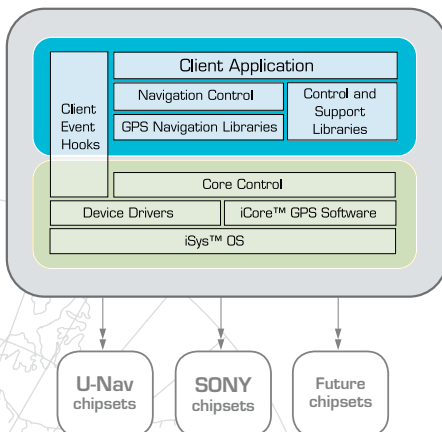 Client Application
Client
Event
Hooks
Navigation Control
Control and
Support
Libraries
GPS Navigation Libraries
Core Control
Device Drivers
iCore™ GPS Software
iSys™ OS
U-Nav
chipsets
SONY
chipsets
Future
chipsets